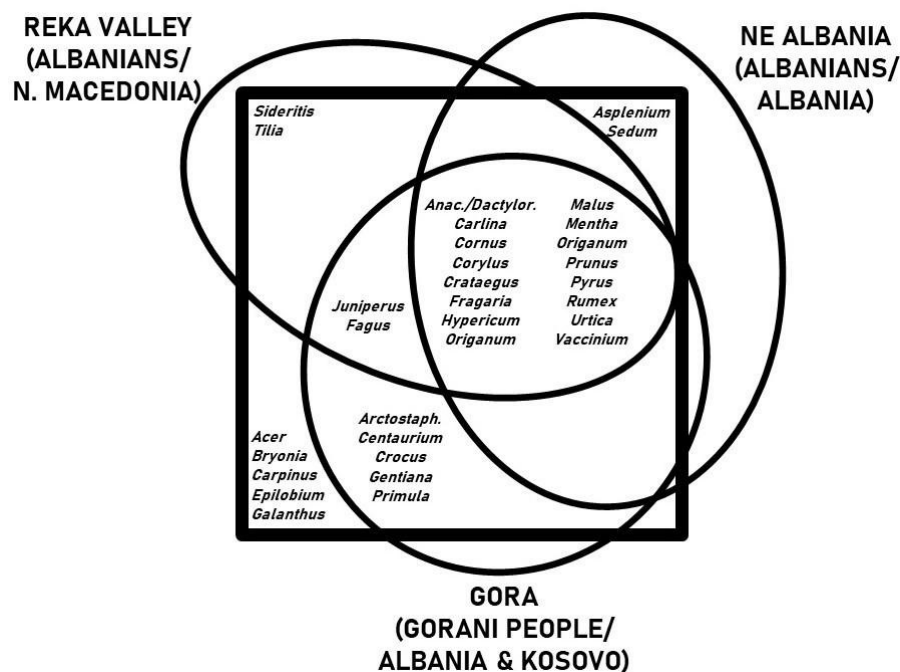 REKA VALLEY
(ALBANIANS/
N. MACEDONIA)
NE ALBANIA
(ALBANIANS/
ALBANIA)
Sideritis
Tilia
Asplenium
Sedum
Anac./Dactylor.
Carlina
Cornus
Corylus
Crataegus
Fragaria
Hypericum
Origanum
Malus
Mentha
Origanum
Prunus
Pyrus
Rumex
Urtica
Vaccinium
Juniperus
Fagus
Arctostaph.
Centaurium
Crocus
Gentiana
Primula
Acer
Bryonia
Carpinus
Epilobium
Galanthus
GORA
(GORANI PEOPLE/
ALBANIA & KOSOVO)